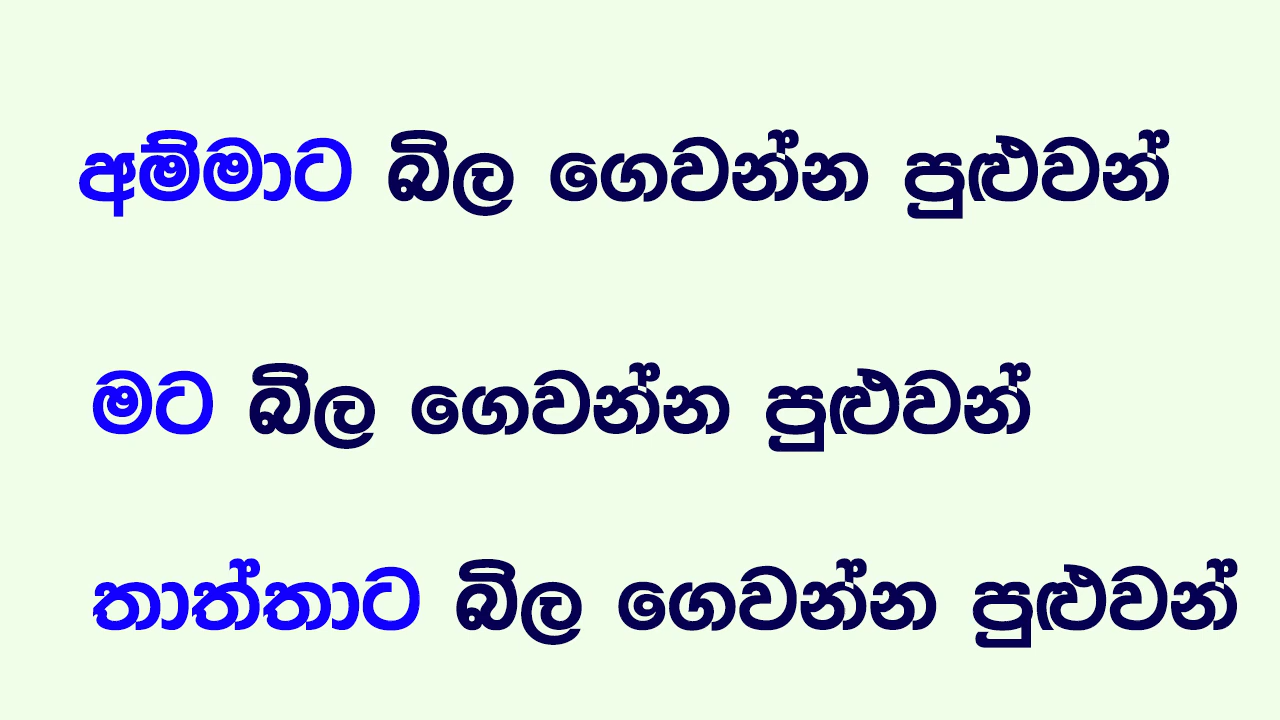 අම්මාට බිල ගෙවන්න පුළුවන්
මට බිල ගෙවන්න පුළුවන්
තාත්තාට බිල ගෙවන්න පුළුවන්